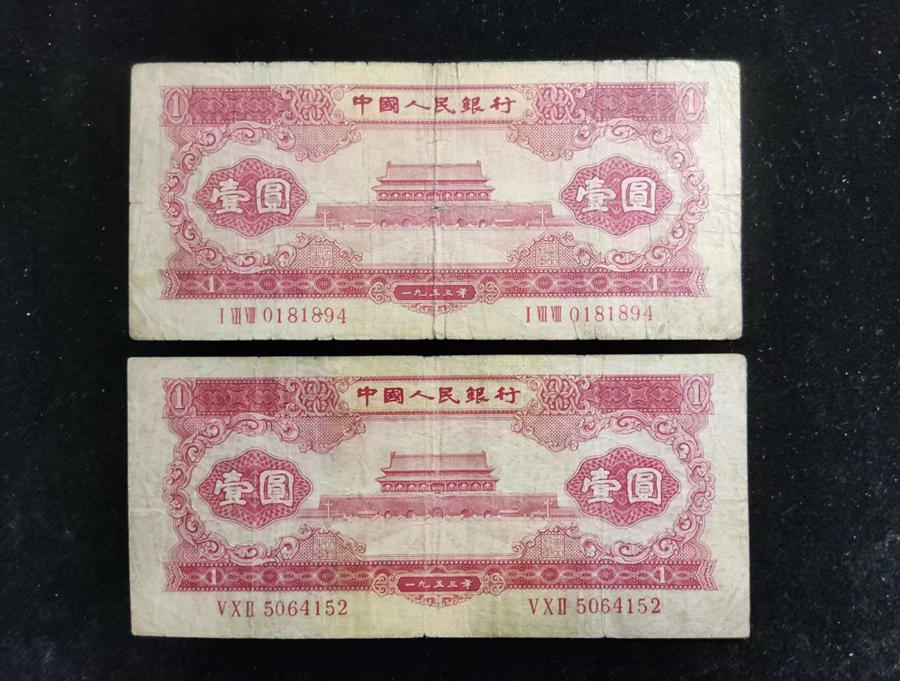 1 中國人民銀行 1
壹圓 壹圓
1 一九五三年 1
I VII VIII 0181894 I VII VIII 0181894
1 中國人民銀行 1
壹圓 壹圓
1 一九五三年 1
V X II 5064152 V X II 5064152